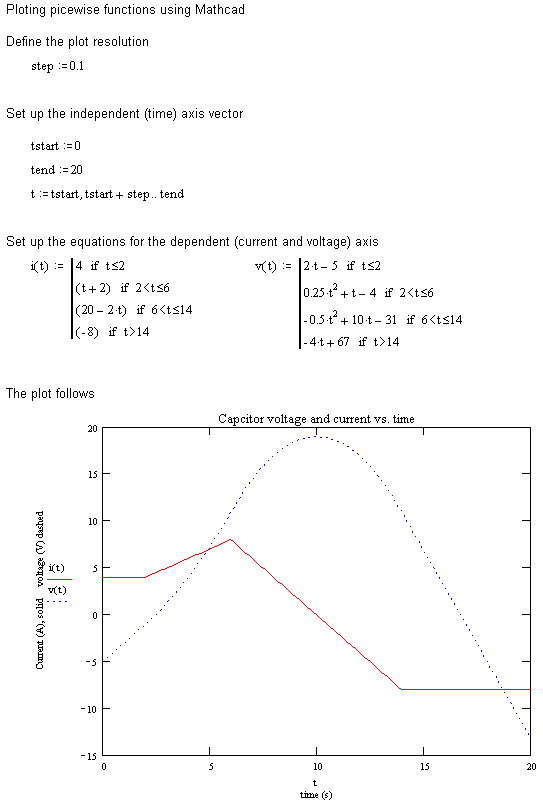 Ploting picewise functions using Mathcad
Define the plot resolution
step := 0.1
Set up the independent (time) axis vector
tstart := 0
tend := 20
t := tstart, tstart + step .. tend
Set up the equations for the dependent (current and voltage) axis
i(t) := 4 if t≤2
(t + 2) if 2<t≤6
(20 − 2·t) if 6<t≤14
(-8) if t>14
v(t) := 2·t − 5 if t≤2
0.25·t² + t − 4 if 2<t≤6
-0.5·t² + 10·t − 31 if 6<t≤14
-4·t + 67 if t>14
The plot follows
Capcitor voltage and current vs. time
20
15
10
5
0
−5
−10
−15
Current (A), solid voltage (V) dashed
i(t)
v(t)
0
5
10
15
20
t
time (s)